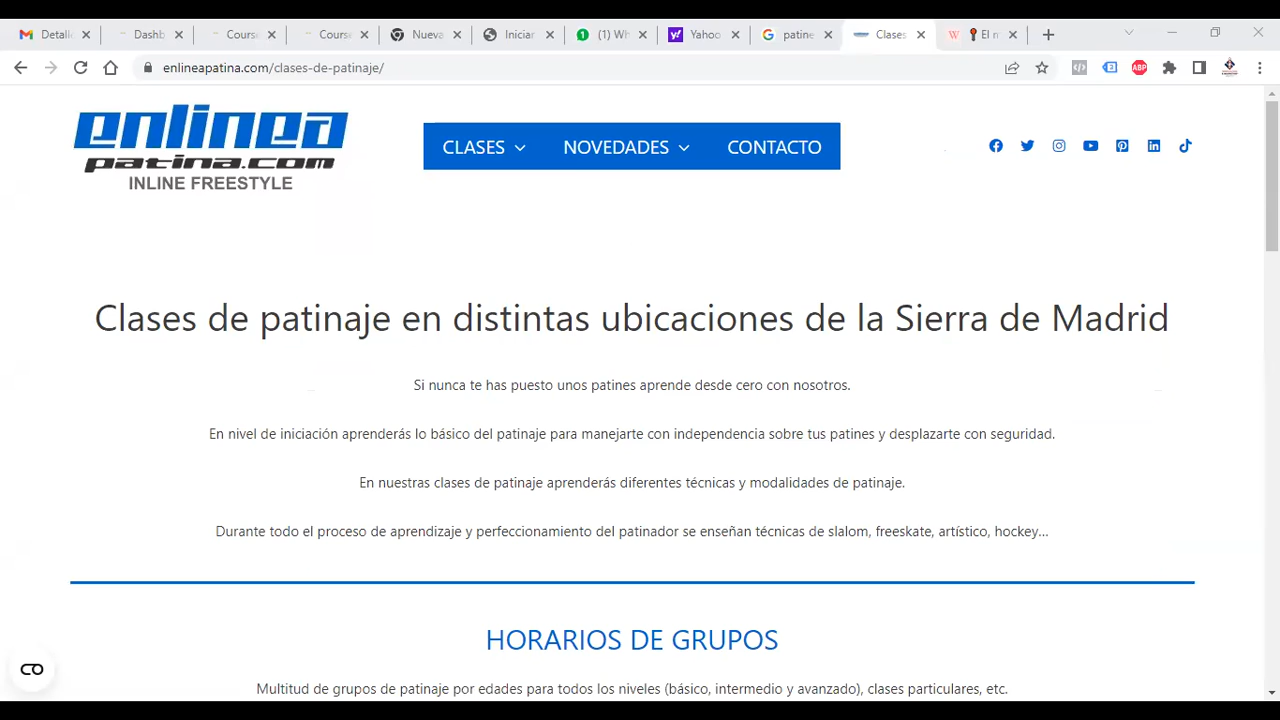 Detalle
Dashb
Course
Course
Nueva
Iniciar
(1) Wh
Yahoo
patine
Clases
El m
enlineapatina.com/clases-de-patinaje/
enlinea
patina.com
INLINE FREESTYLE
CLASES
NOVEDADES
CONTACTO
Clases de patinaje en distintas ubicaciones de la Sierra de Madrid
Si nunca te has puesto unos patines aprende desde cero con nosotros.
En nivel de iniciación aprenderás lo básico del patinaje para manejarte con independencia sobre tus patines y desplazarte con seguridad.
En nuestras clases de patinaje aprenderás diferentes técnicas y modalidades de patinaje.
Durante todo el proceso de aprendizaje y perfeccionamiento del patinador se enseñan técnicas de slalom, freeskate, artístico, hockey...
HORARIOS DE GRUPOS
Multitud de grupos de patinaje por edades para todos los niveles (básico, intermedio y avanzado), clases particulares, etc.